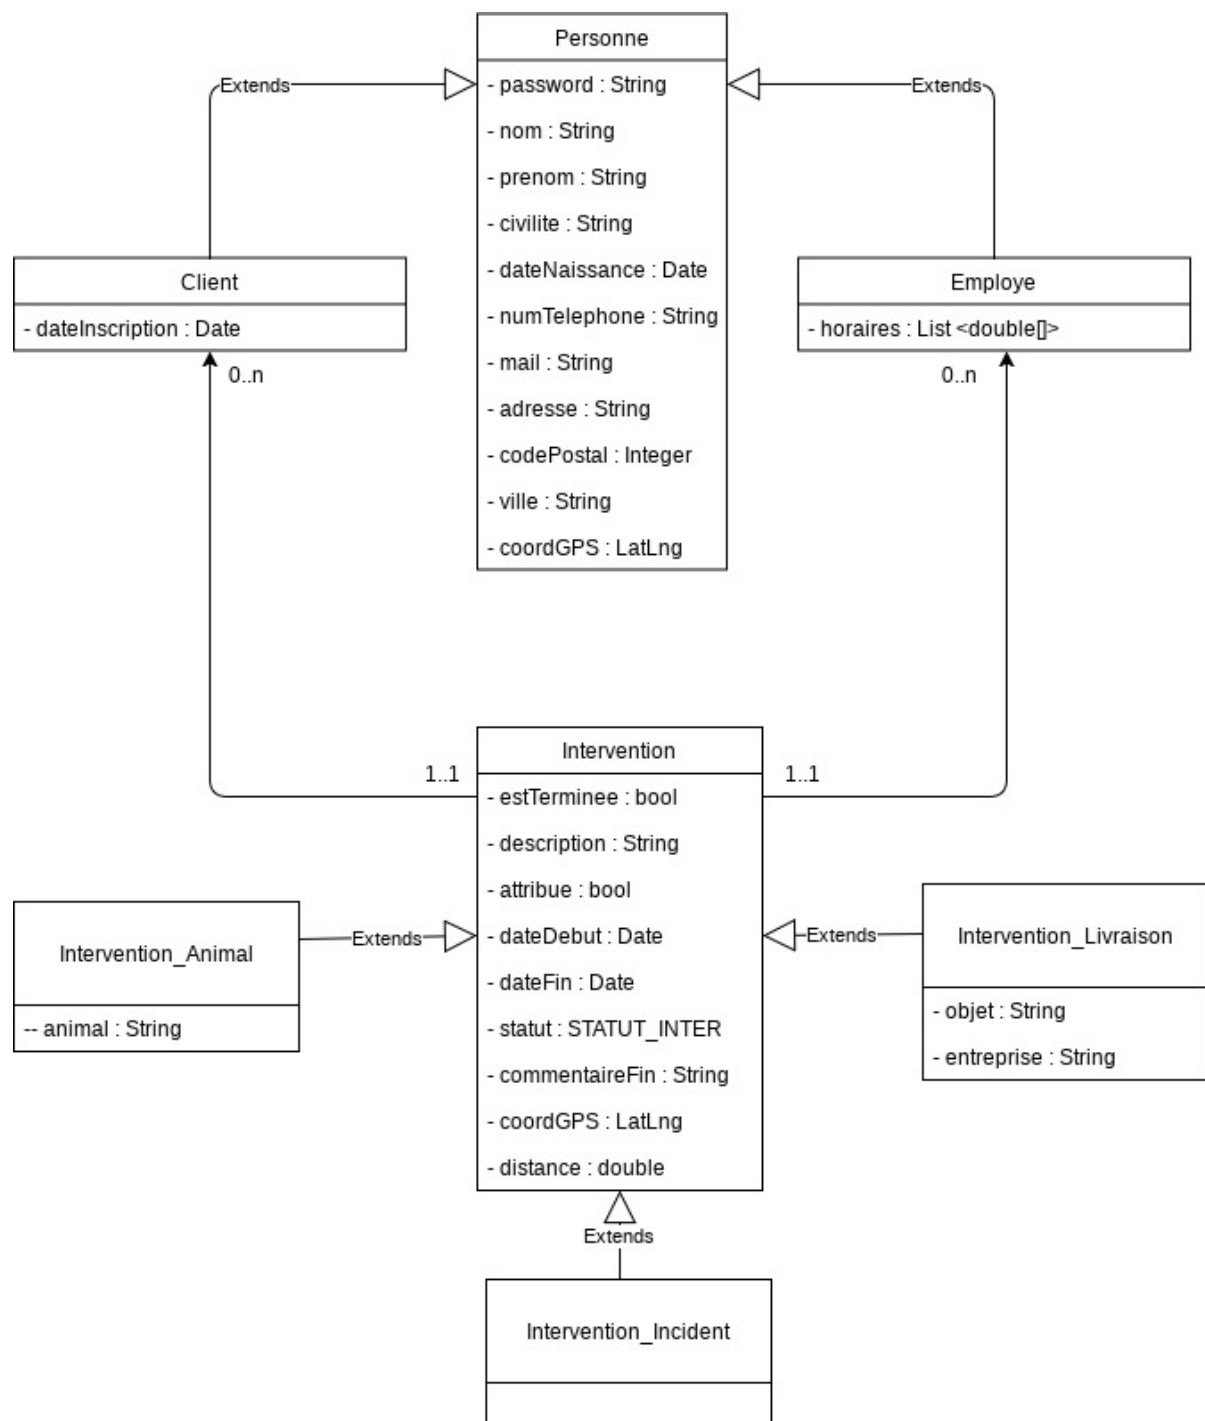 Personne
- password : String
- nom : String
- prenom : String
- civilite : String
- dateNaissance : Date
- numTelephone : String
- mail : String
- adresse : String
- codePostal : Integer
- ville : String
- coordGPS : LatLng
Extends
Extends
Client
- dateInscription : Date
0..n
Employe
- horaires : List <double[]>
0..n
Intervention
1..1
1..1
- estTerminee : bool
- description : String
- attribue : bool
- dateDebut : Date
- dateFin : Date
- statut : STATUT_INTER
- commentaireFin : String
- coordGPS : LatLng
- distance : double
Intervention_Animal
-- animal : String
Extends
Extends
Intervention_Livraison
- objet : String
- entreprise : String
Extends
Intervention_Incident